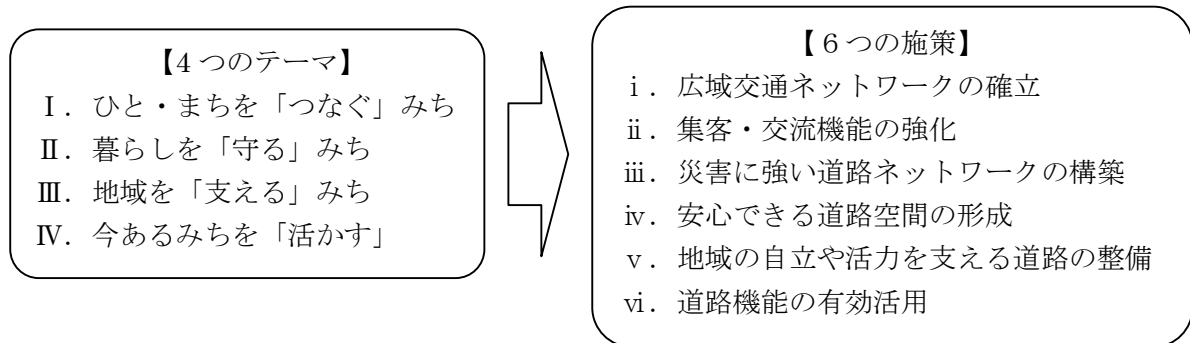 【4 つのテーマ】
Ⅰ．ひと・まちを「つなぐ」みち
Ⅱ．暮らしを「守る」みち
Ⅲ．地域を「支える」みち
Ⅳ．今あるみちを「活かす」
【６つの施策】
ⅰ．広域交通ネットワークの確立
ⅱ．集客・交流機能の強化
ⅲ．災害に強い道路ネットワークの構築
ⅳ．安心できる道路空間の形成
ⅴ．地域の自立や活力を支える道路の整備
ⅵ．道路機能の有効活用